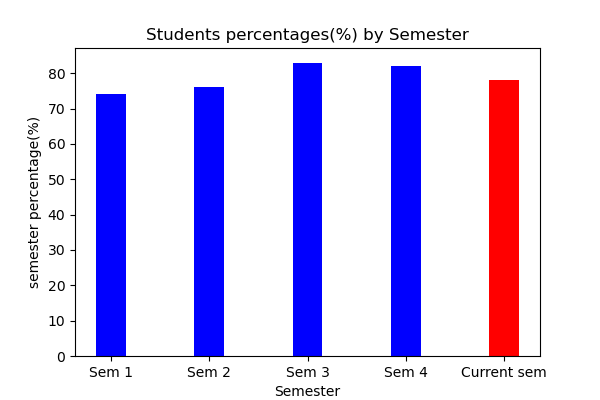 Students percentages(%) by Semester
80
70
60
50
40
30
20
10
0
semester percentage(%)
Sem 1 Sem 2 Sem 3 Sem 4 Current sem
Semester